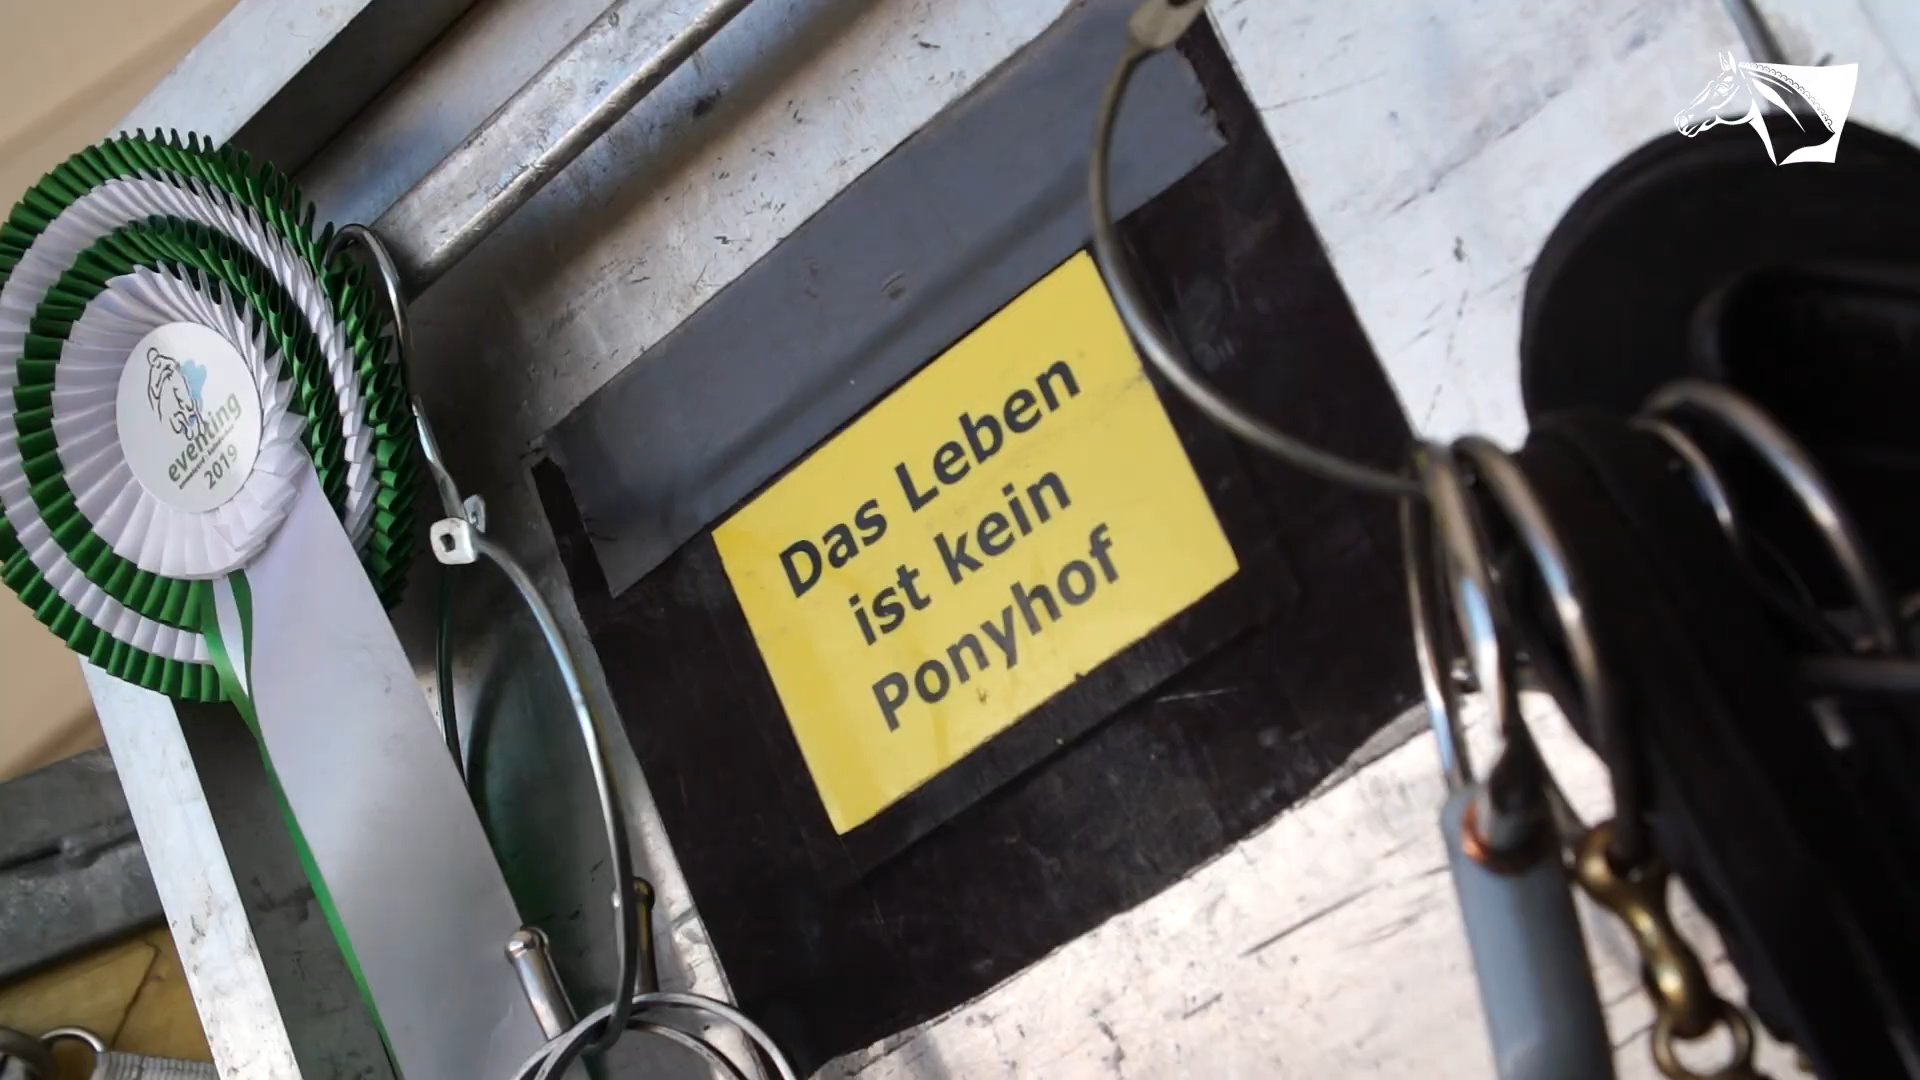 eventing
2019
Das Leben
ist kein
Ponyhof